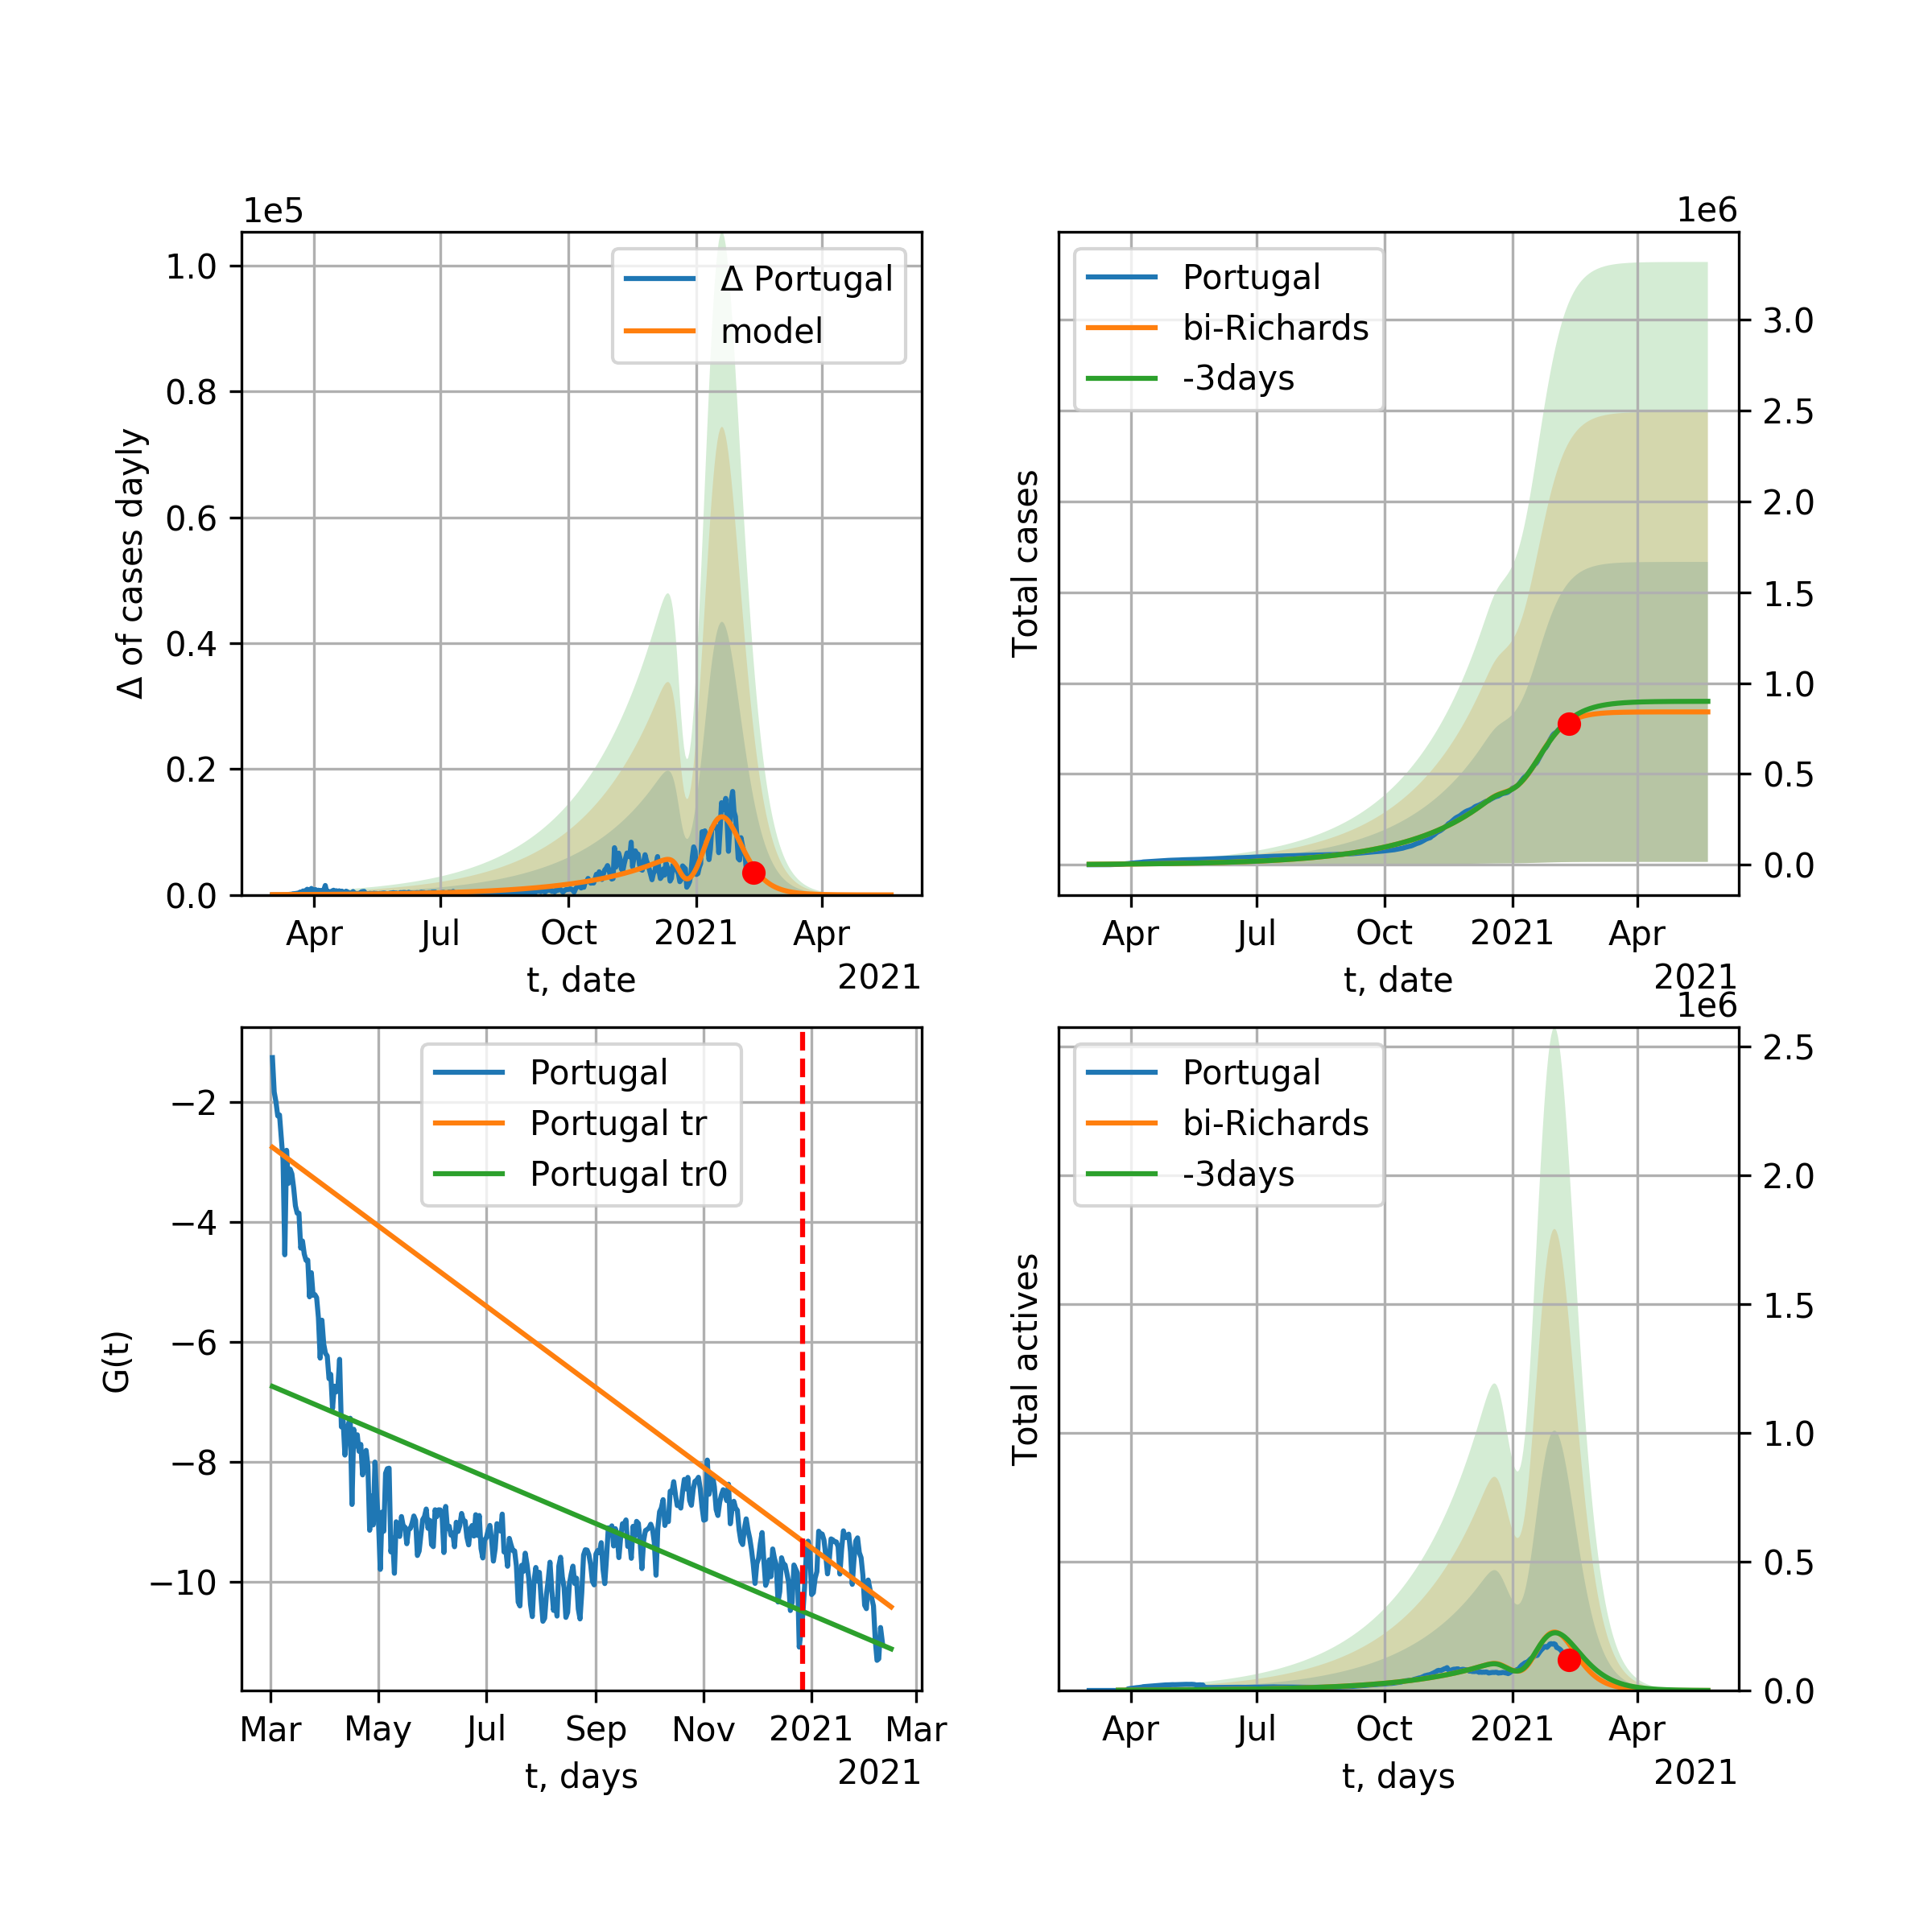 1e5
Δ of cases dayly
1.0
0.8
0.6
0.4
0.2
0.0
Δ Portugal
model
Apr Jul Oct 2021 Apr
t, date
2021
1e6
Total cases
Portugal
bi-Richards
-3days
3.0
2.5
2.0
1.5
1.0
0.5
0.0
Apr Jul Oct 2021 Apr
t, date
2021
G(t)
−2
−4
−6
−8
−10
Portugal
Portugal tr
Portugal tr0
Mar May Jul Sep Nov 2021 Mar
t, days
2021
1e6
Total actives
Portugal
bi-Richards
-3days
2.5
2.0
1.5
1.0
0.5
0.0
Apr Jul Oct 2021 Apr
t, days
2021